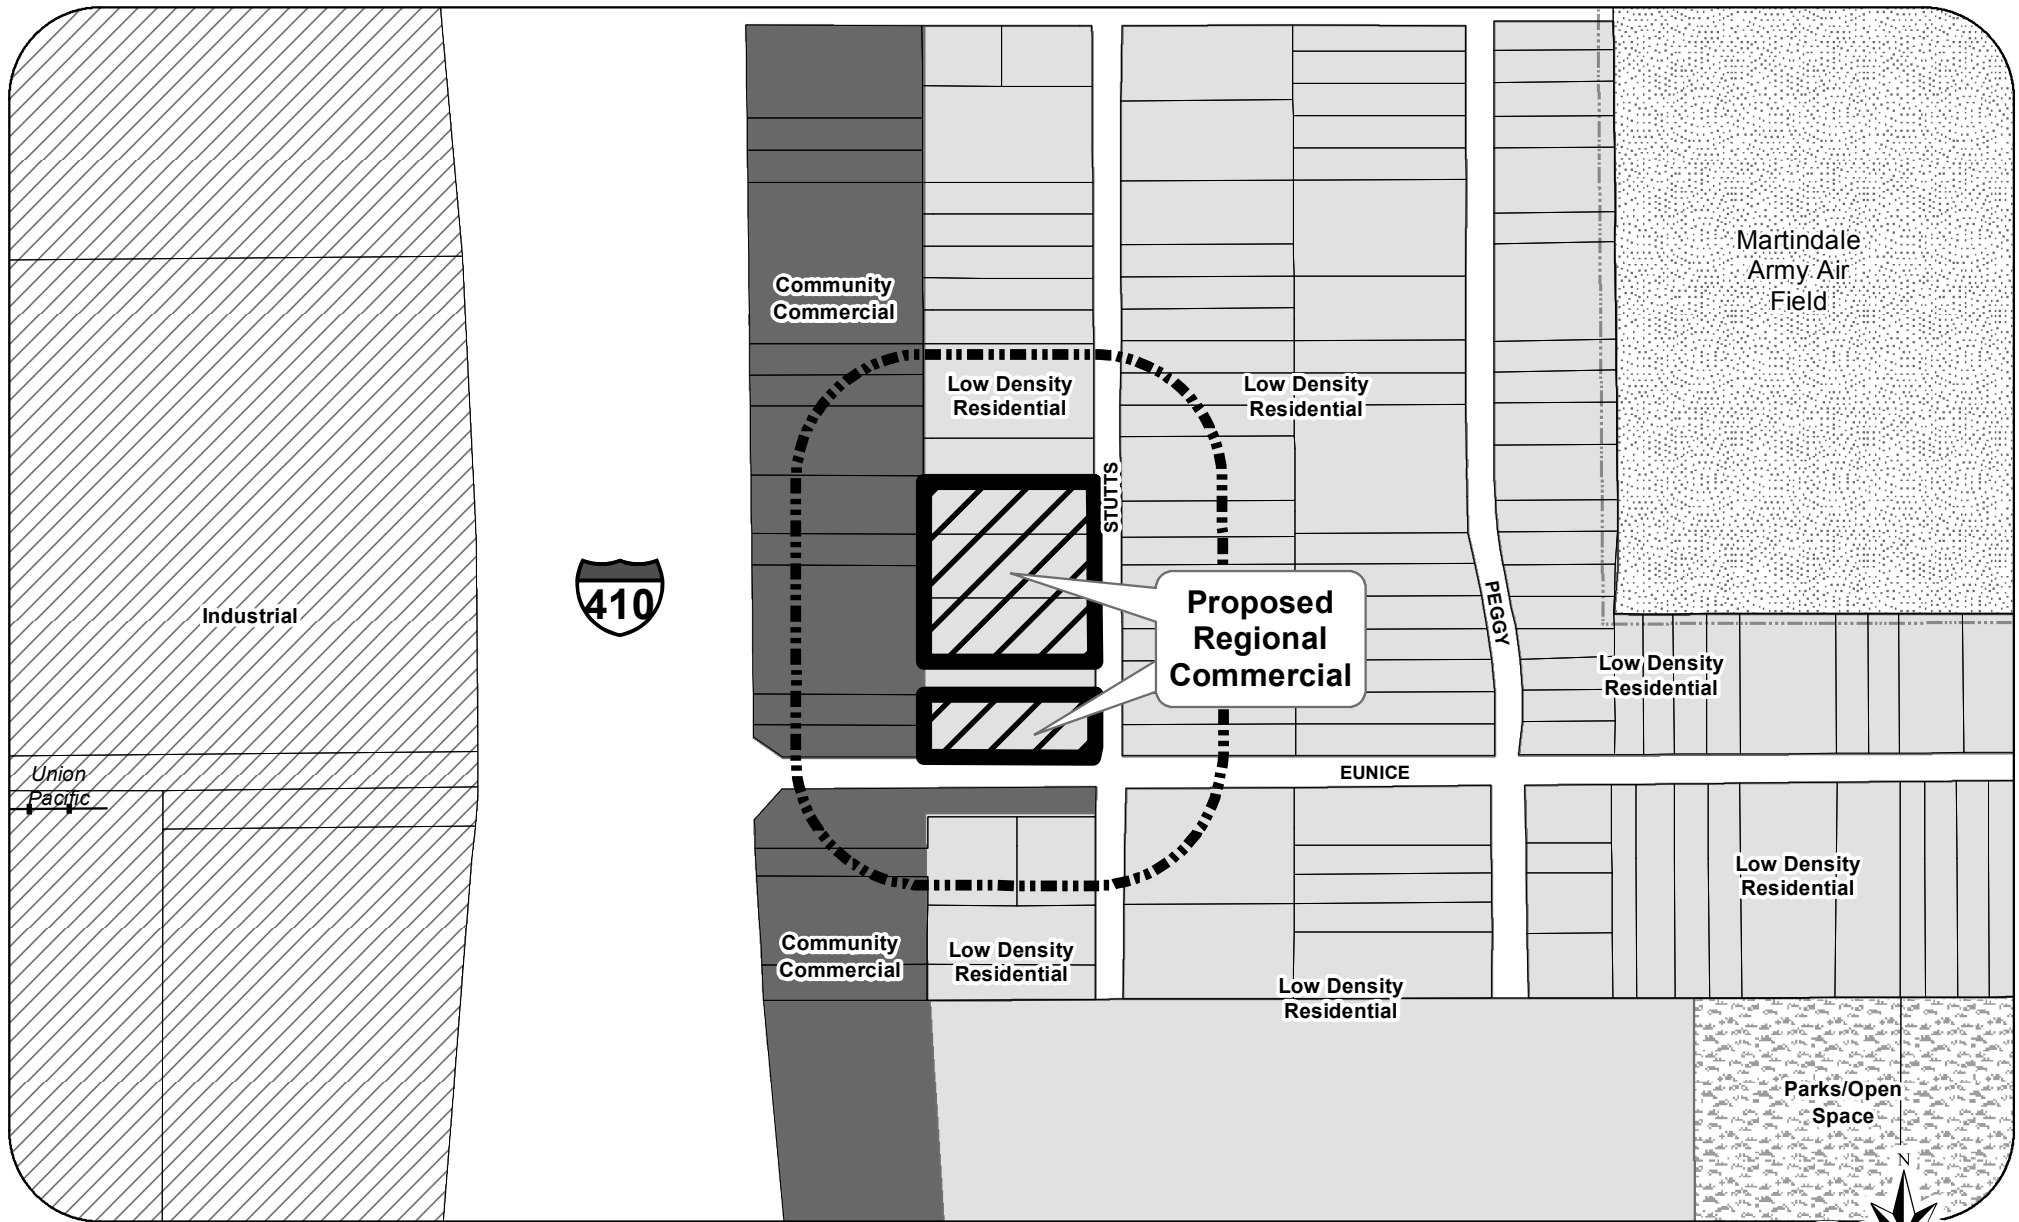 Martindale
Army Air
Field
Community
Commercial
Low Density
Residential
Low Density
Residential
STUTTS
410
Industrial
Proposed
Regional
Commercial
PEGGY
Low Density
Residential
EUNICE
Union
Pacific
Low Density
Residential
Community
Commercial
Low Density
Residential
Low Density
Residential
Parks/Open
Space
N